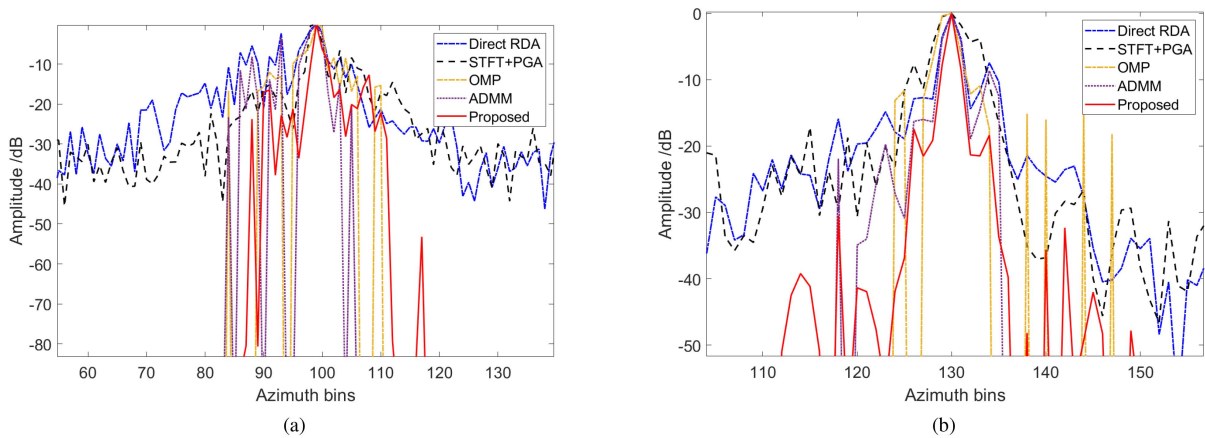 Amplitude /dB
-10
-20
-30
-40
-50
-60
-70
-80
60 70 80 90 100 110 120 130
Azimuth bins
Direct RDA
STFT+PGA
OMP
ADMM
Proposed
(a)
Amplitude /dB
0
-10
-20
-30
-40
-50
110 120 130 140 150
Azimuth bins
Direct RDA
STFT+PGA
OMP
ADMM
Proposed
(b)